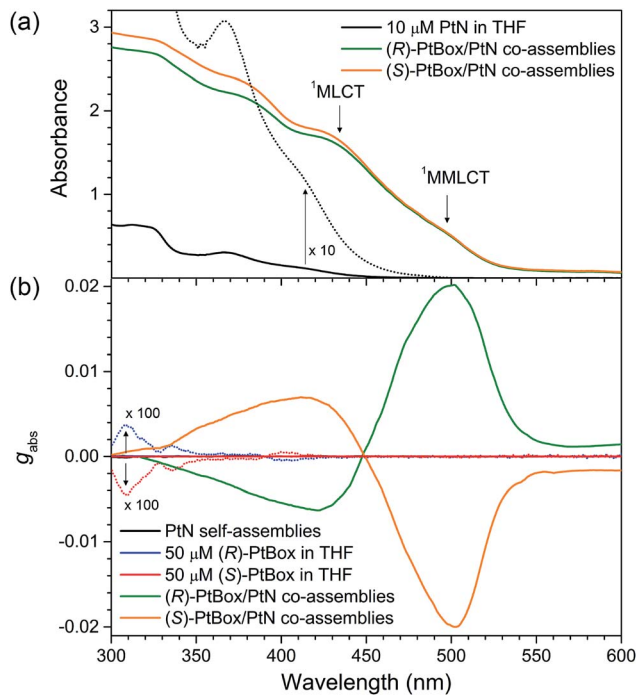 (a)
10 μM PtN in THF
(R)-PtBox/PtN co-assemblies
(S)-PtBox/PtN co-assemblies
¹MLCT
¹MMLCT
x 10
Absorbance
3
2
1
(b)
0.02
0.01
0.00
-0.01
-0.02
g_abs
x 100
x 100
PtN self-assemblies
50 μM (R)-PtBox in THF
50 μM (S)-PtBox in THF
(R)-PtBox/PtN co-assemblies
(S)-PtBox/PtN co-assemblies
300 350 400 450 500 550 600
Wavelength (nm)